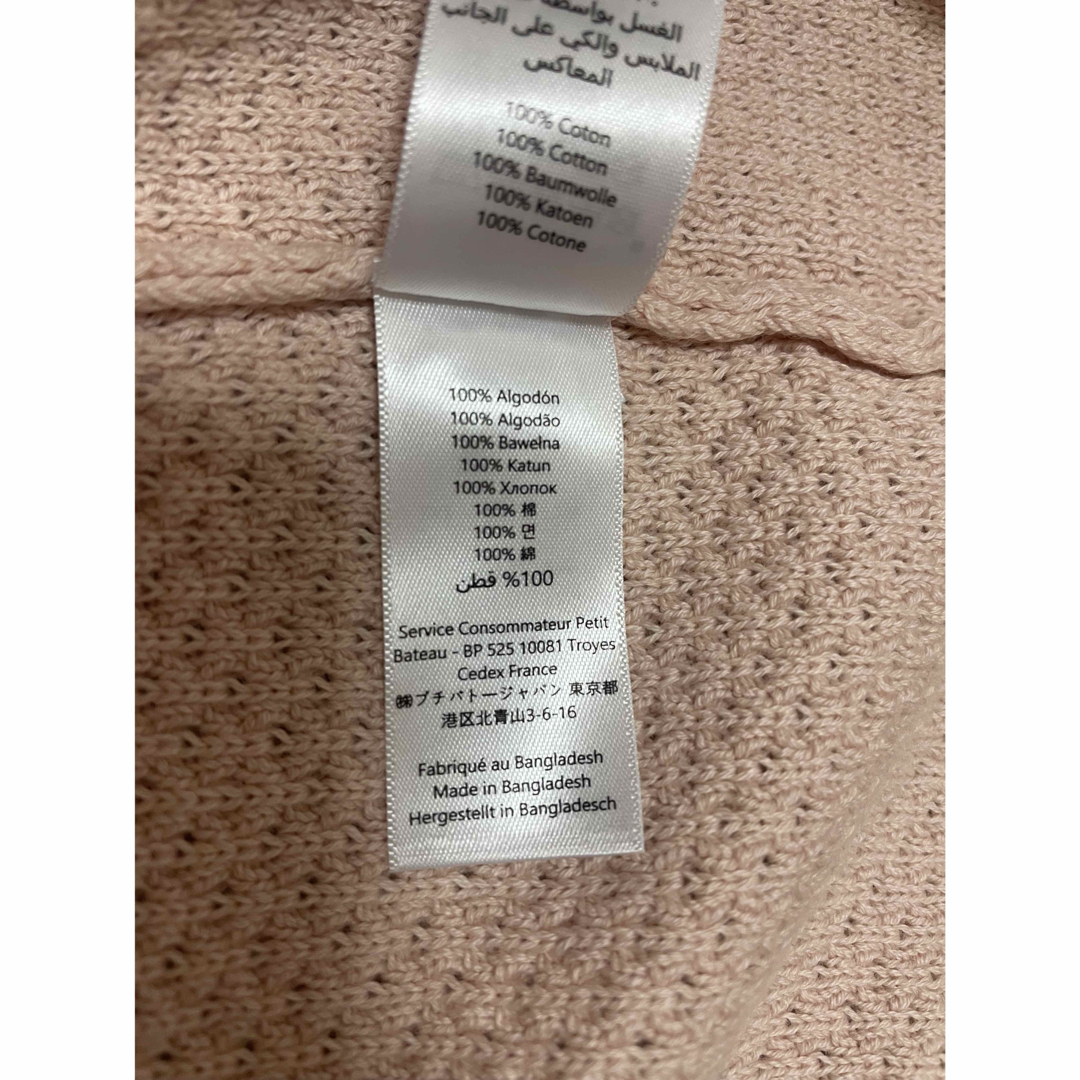 الغسل بواسطة
الملابس والكي على الجانب
المعاكس
100% Coton
100% Cotton
100% Baumwolle
100% Katoen
100% Cotone
100% Algodón
100% Algodão
100% Bawełna
100% Katun
100% Хлопок
100% 棉
100% 면
100% 綿
100% قطن
Service Consommateur Petit
Bateau - BP 525 10081 Troyes
Cedex France
㈱プチバトージャパン 東京都
港区北青山3-6-16
Fabriqué au Bangladesh
Made in Bangladesh
Hergestellt in Bangladesch